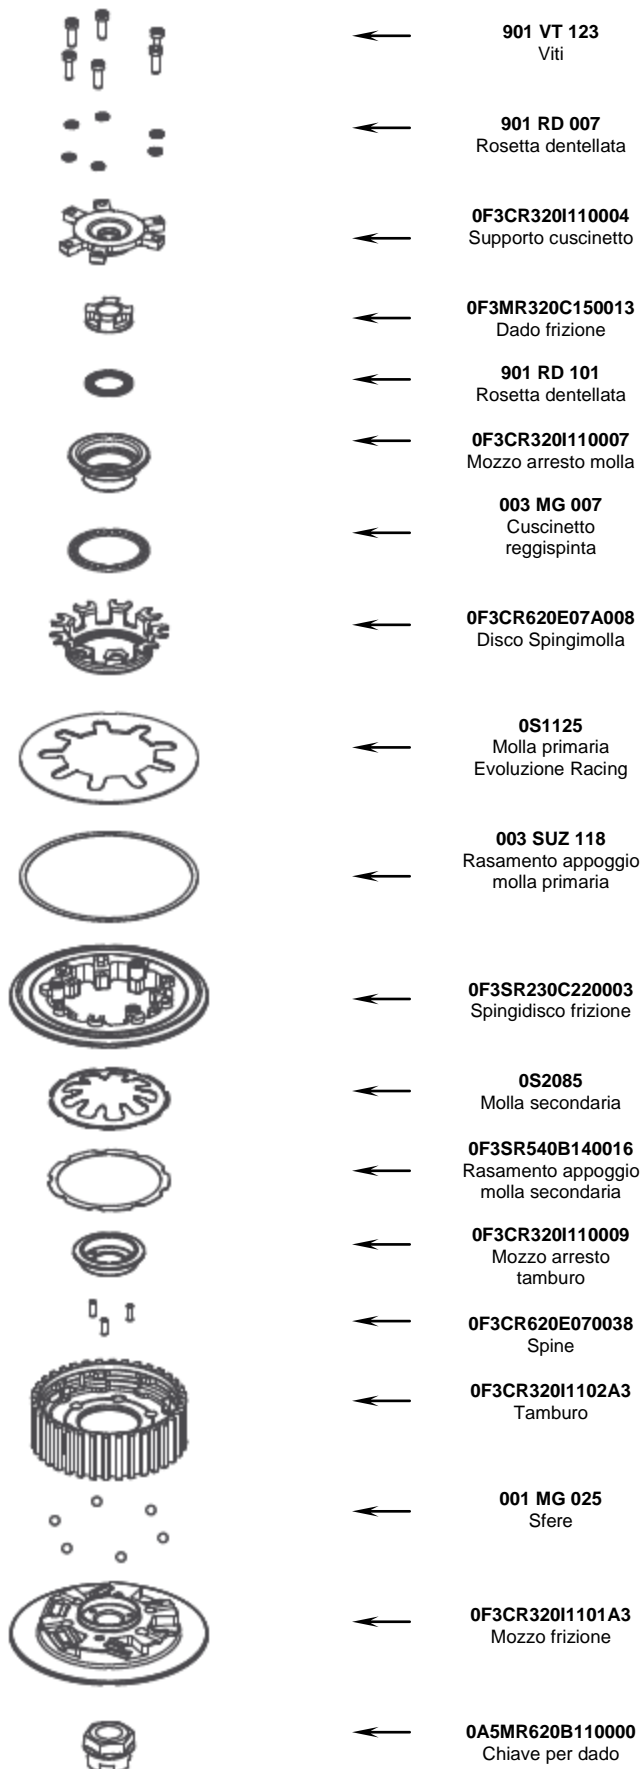 901 VT 123
Viti
901 RD 007
Rosetta dentellata
0F3CR320I110004
Supporto cuscinetto
0F3MR320C150013
Dado frizione
901 RD 101
Rosetta dentellata
0F3CR320I110007
Mozzo arresto molla
003 MG 007
Cuscinetto
reggispinta
0F3CR620E07A008
Disco Spingimolla
0S1125
Molla primaria
Evoluzione Racing
003 SUZ 118
Rasamento appoggio
molla primaria
0F3SR230C220003
Spingidisco frizione
0S2085
Molla secondaria
0F3SR540B140016
Rasamento appoggio
molla secondaria
0F3CR320I110009
Mozzo arresto
tamburo
0F3CR620E070038
Spine
0F3CR320I1102A3
Tamburo
001 MG 025
Sfere
0F3CR320I1101A3
Mozzo frizione
0A5MR620B110000
Chiave per dado